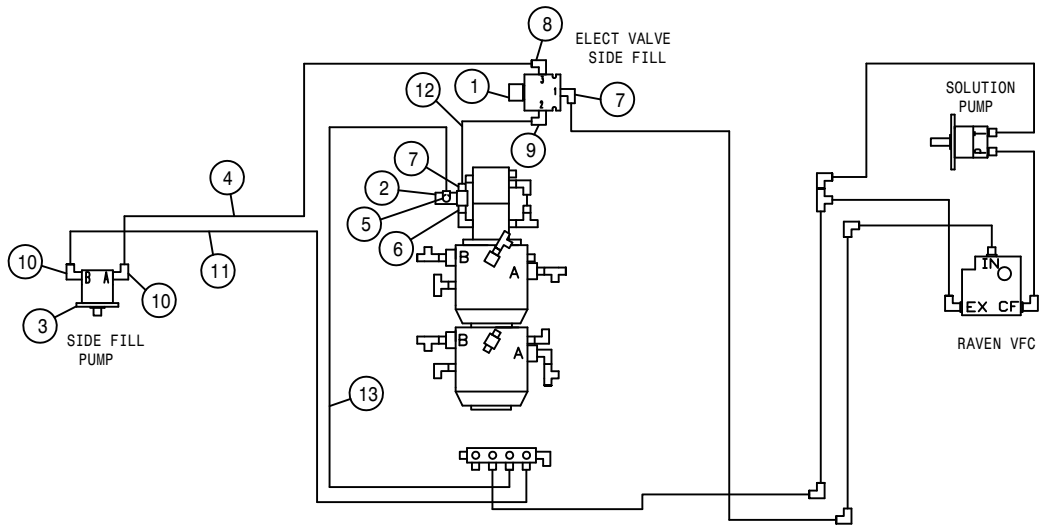 8
ELECT VALVE
SIDE FILL
1
3
1
2
7
12
9
SOLUTION
PUMP
T
P
7
2
4
5
6
B
A
10
11
B A
10
3
SIDE FILL
PUMP
IN
EX CF
RAVEN VFC
B
A
13